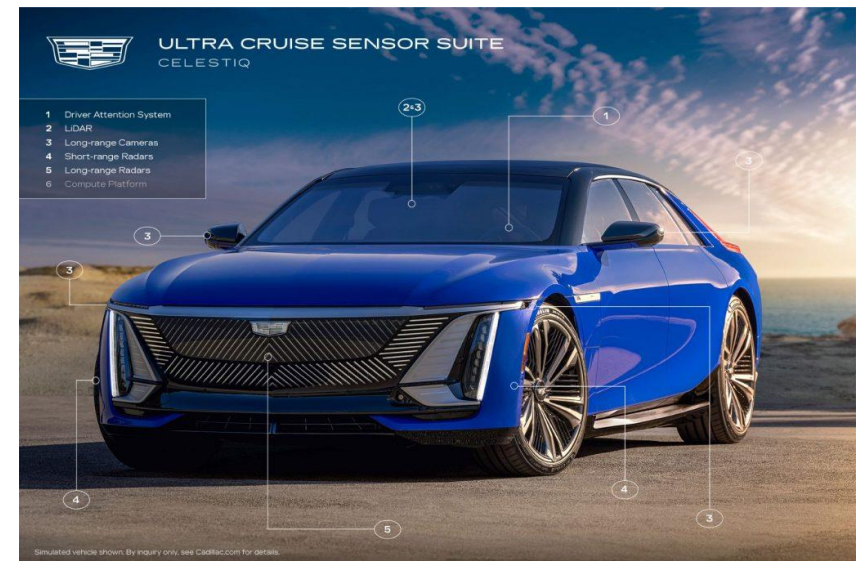 ULTRA CRUISE SENSOR SUITE
CELESTIQ
1 Driver Attention System
2 LiDAR
3 Long-range Cameras
4 Short-range Radars
5 Long-range Radars
6 Compute Platform
2&3
1
3
3
3
4
4
3
5
Simulated vehicle shown. By inquiry only, see Cadillac.com for details.